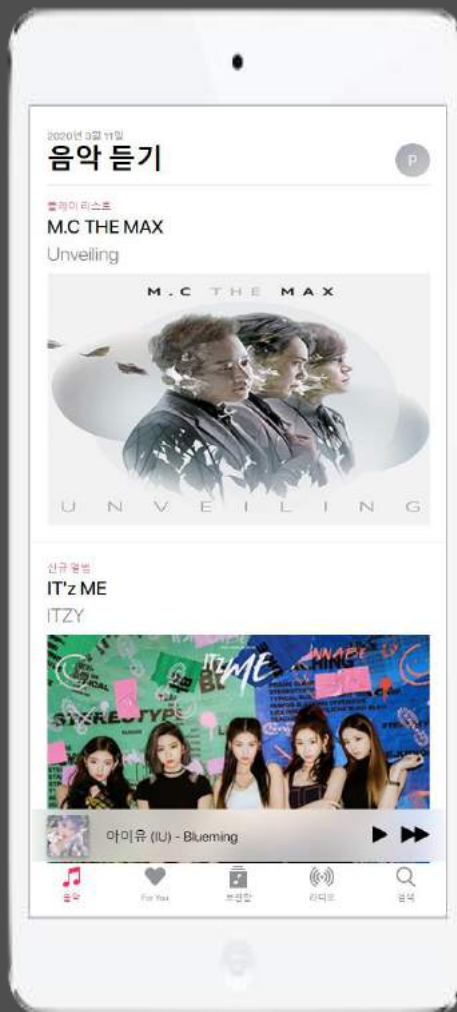 2020년 3월 11일
음악 듣기
P
플레이 리스트
M.C THE MAX
Unveiling
M.C THE MAX
UNVEILING
신규 앨범
IT'z ME
ITZY
IT'z ME
STEREOTYPE
아이유 (IU) - Blueming
음악
For You
보관함
라디오
검색